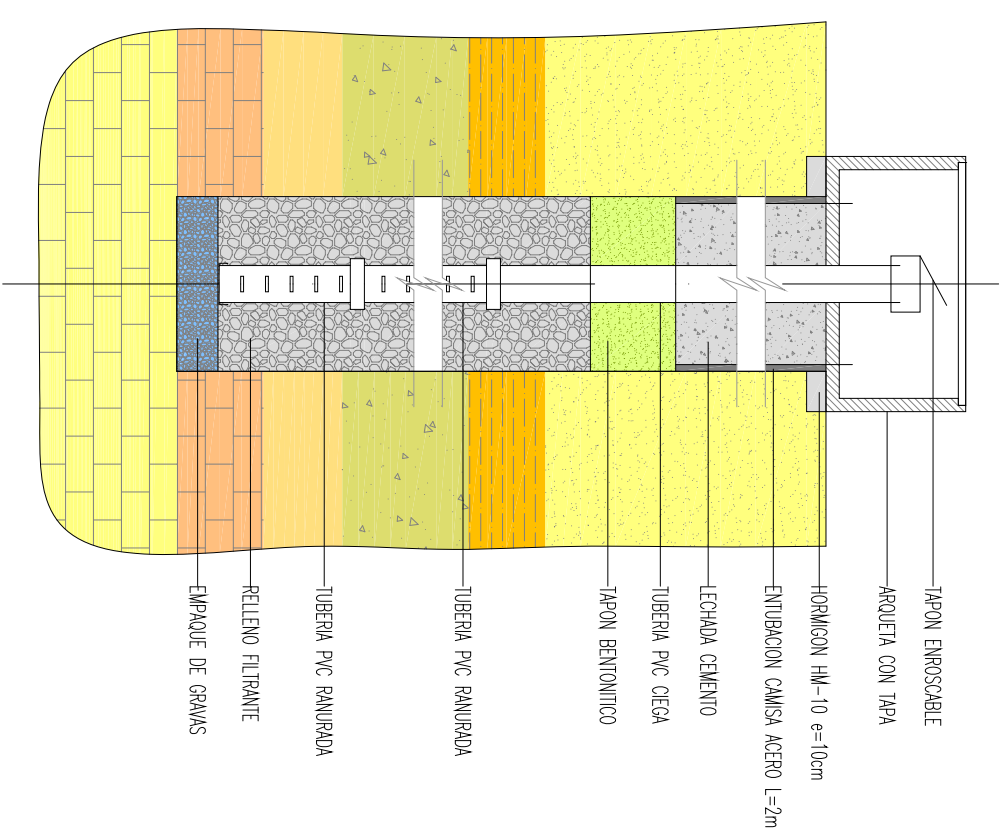 TAPON ENROSCABLE
ARQUETA CON TAPA
HORMIGON HM-10 e=10cm
ENTUBACION CAMISA ACERO L=2m
LECHADA CEMENTO
TUBERIA PVC CIEGA
TAPON BENTONITICO
TUBERIA PVC RANURADA
TUBERIA PVC RANURADA
RELLENO FILTRANTE
EMPAQUE DE GRAVAS